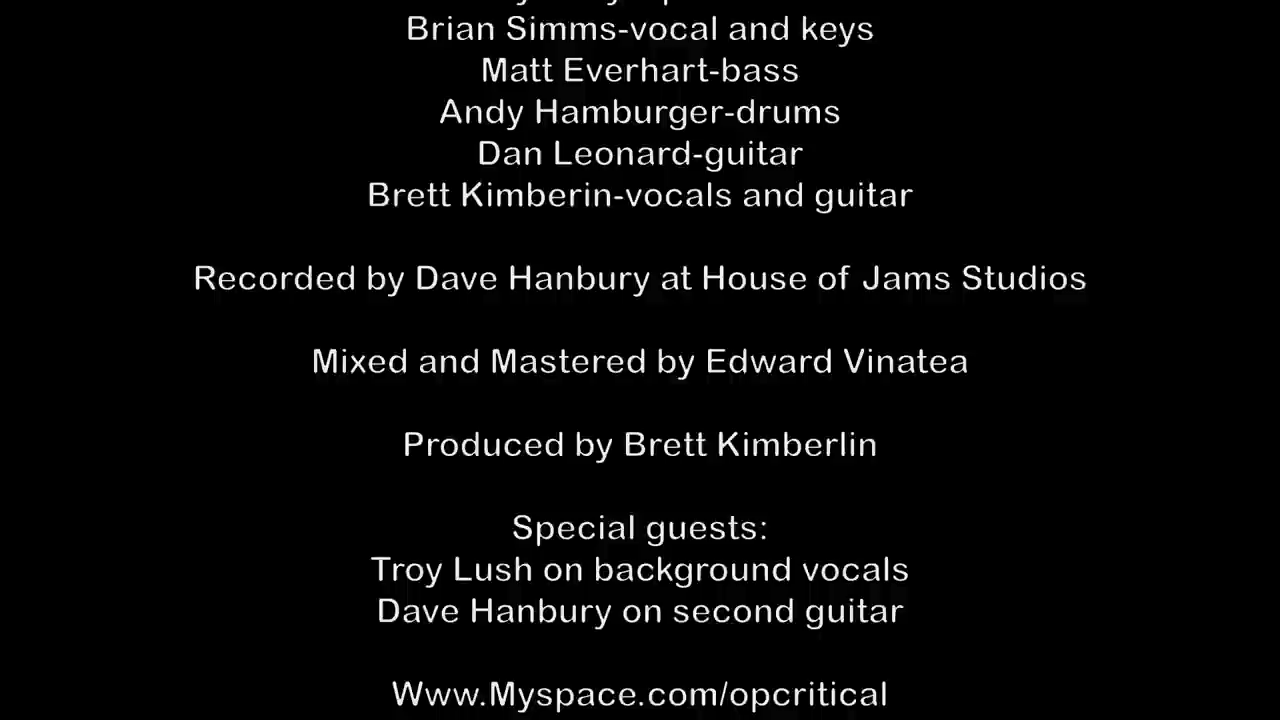 Brian Simms-vocal and keys
Matt Everhart-bass
Andy Hamburger-drums
Dan Leonard-guitar
Brett Kimberin-vocals and guitar
Recorded by Dave Hanbury at House of Jams Studios
Mixed and Mastered by Edward Vinatea
Produced by Brett Kimberlin
Special guests:
Troy Lush on background vocals
Dave Hanbury on second guitar
Www.Myspace.com/opcritical